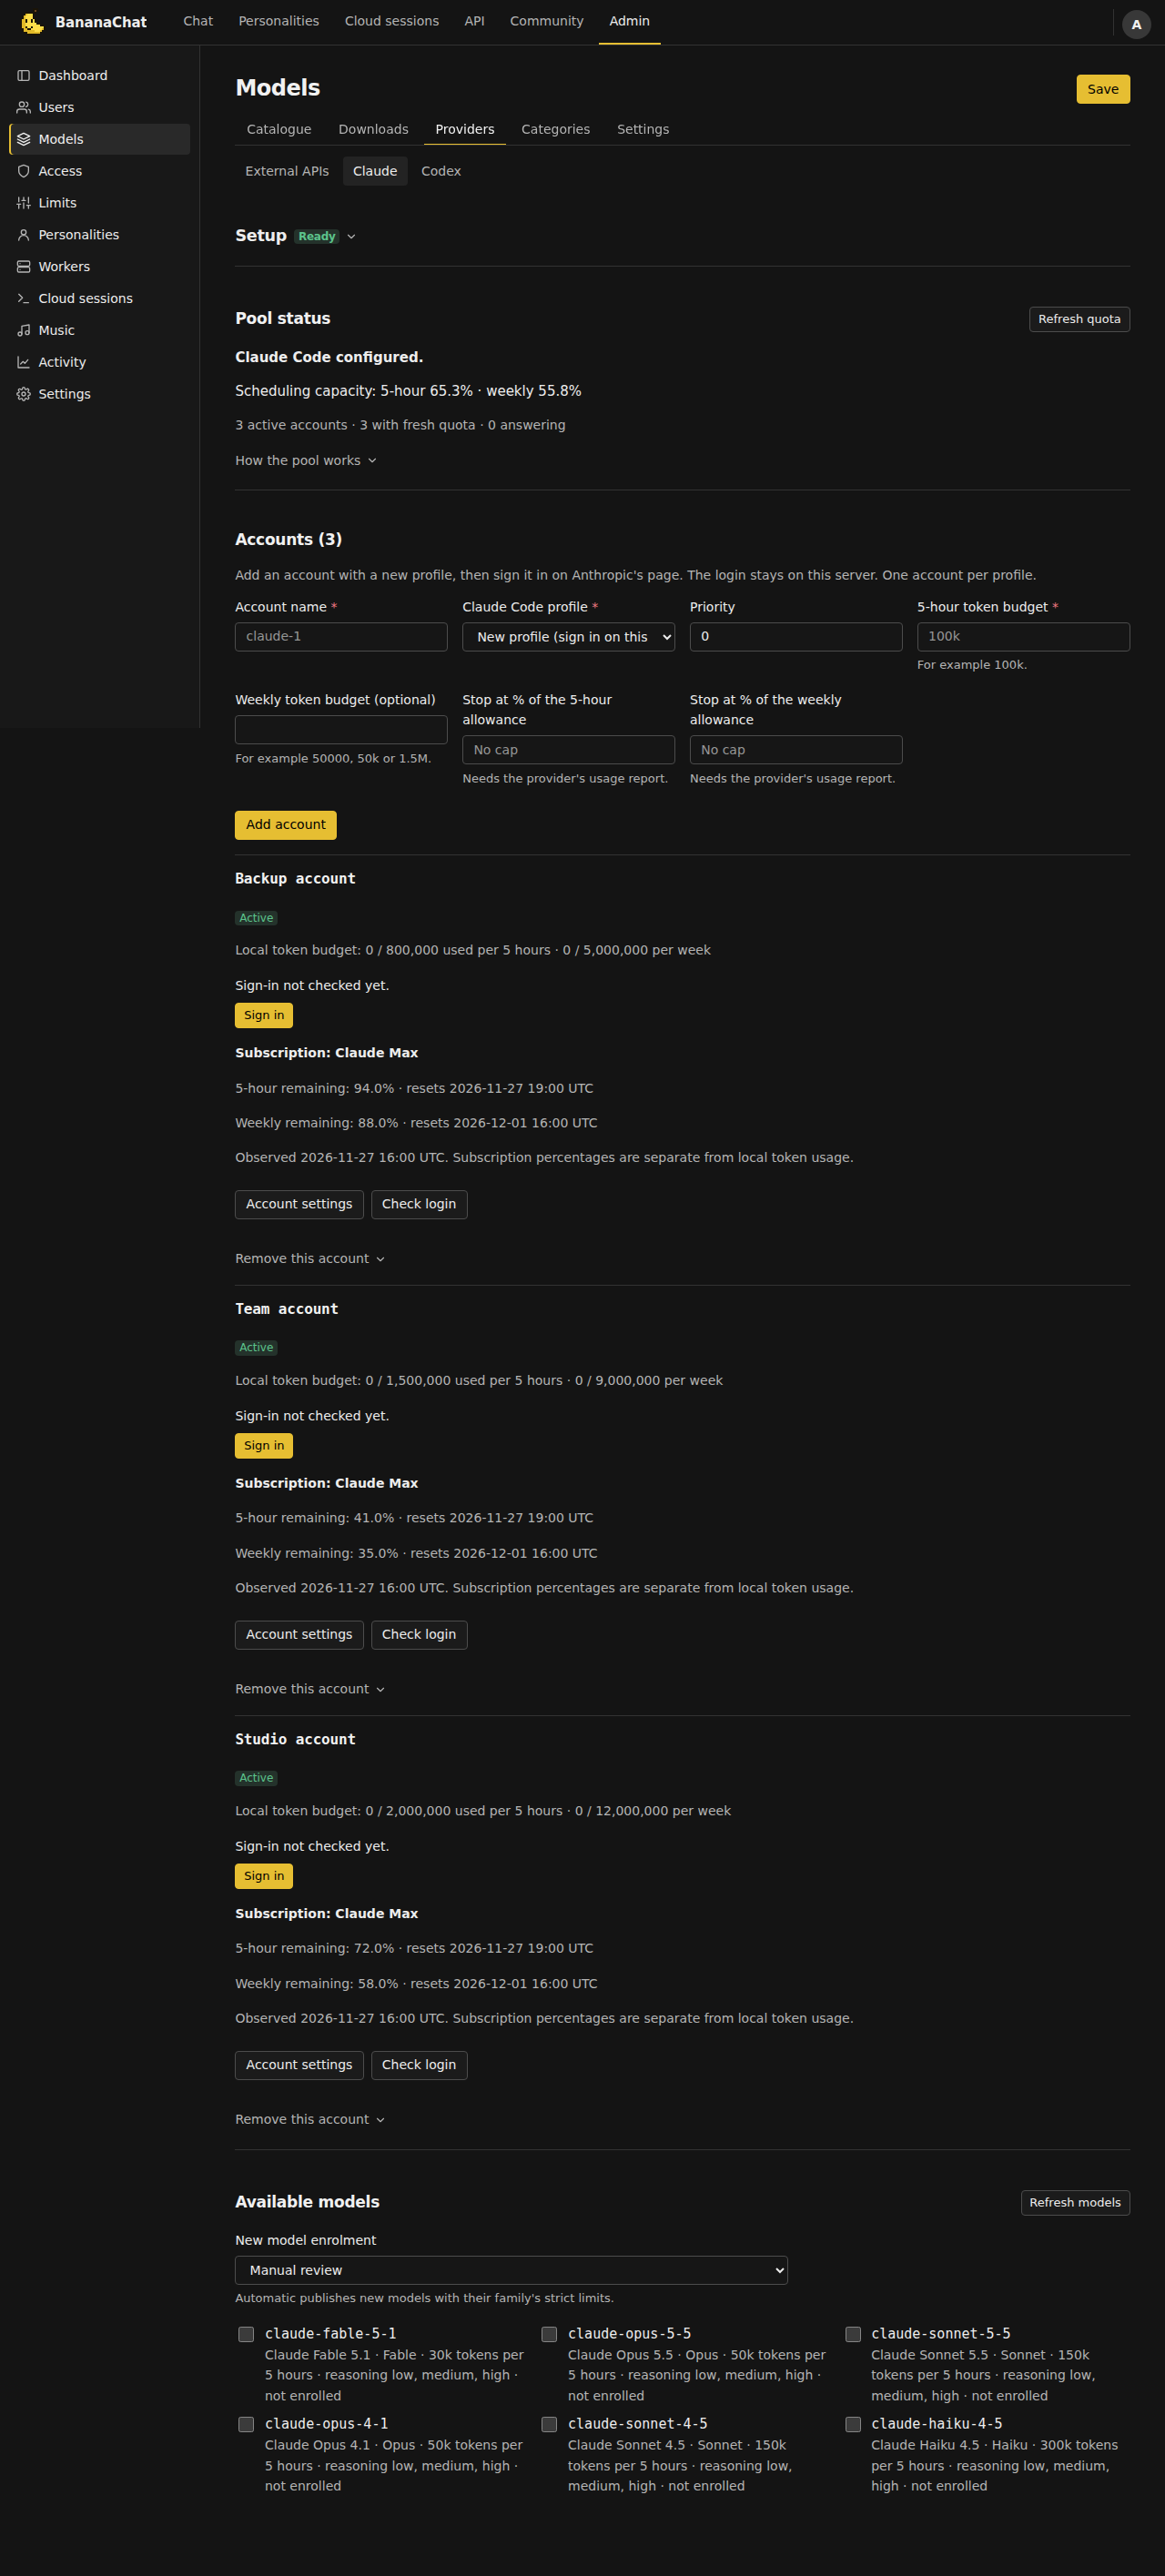 BananaChat
Chat
Personalities
Cloud sessions
API
Community
Admin
A
Dashboard
Users
Models
Access
Limits
Personalities
Workers
Cloud sessions
Music
Activity
Settings
Models
Save
Catalogue
Downloads
Providers
Categories
Settings
External APIs
Claude
Codex
Setup Ready
Pool status
Refresh quota
Claude Code configured.
Scheduling capacity: 5-hour 65.3% · weekly 55.8%
3 active accounts · 3 with fresh quota · 0 answering
How the pool works
Accounts (3)
Add an account with a new profile, then sign it in on Anthropic's page. The login stays on this server. One account per profile.
Account name *
claude-1
Claude Code profile *
New profile (sign in on this
Priority
0
5-hour token budget *
100k
For example 100k.
Weekly token budget (optional)
For example 50000, 50k or 1.5M.
Stop at % of the 5-hour
allowance
No cap
Needs the provider's usage report.
Stop at % of the weekly
allowance
No cap
Needs the provider's usage report.
Add account
Backup account
Active
Local token budget: 0 / 800,000 used per 5 hours · 0 / 5,000,000 per week
Sign-in not checked yet.
Sign in
Subscription: Claude Max
5-hour remaining: 94.0% · resets 2026-11-27 19:00 UTC
Weekly remaining: 88.0% · resets 2026-12-01 16:00 UTC
Observed 2026-11-27 16:00 UTC. Subscription percentages are separate from local token usage.
Account settings
Check login
Remove this account
Team account
Active
Local token budget: 0 / 1,500,000 used per 5 hours · 0 / 9,000,000 per week
Sign-in not checked yet.
Sign in
Subscription: Claude Max
5-hour remaining: 41.0% · resets 2026-11-27 19:00 UTC
Weekly remaining: 35.0% · resets 2026-12-01 16:00 UTC
Observed 2026-11-27 16:00 UTC. Subscription percentages are separate from local token usage.
Account settings
Check login
Remove this account
Studio account
Active
Local token budget: 0 / 2,000,000 used per 5 hours · 0 / 12,000,000 per week
Sign-in not checked yet.
Sign in
Subscription: Claude Max
5-hour remaining: 72.0% · resets 2026-11-27 19:00 UTC
Weekly remaining: 58.0% · resets 2026-12-01 16:00 UTC
Observed 2026-11-27 16:00 UTC. Subscription percentages are separate from local token usage.
Account settings
Check login
Remove this account
Available models
Refresh models
New model enrolment
Manual review
Automatic publishes new models with their family's strict limits.
claude-fable-5-1
Claude Fable 5.1 · Fable · 30k tokens per
5 hours · reasoning low, medium, high ·
not enrolled
claude-opus-5-5
Claude Opus 5.5 · Opus · 50k tokens per
5 hours · reasoning low, medium, high ·
not enrolled
claude-sonnet-5-5
Claude Sonnet 5.5 · Sonnet · 150k
tokens per 5 hours · reasoning low,
medium, high · not enrolled
claude-opus-4-1
Claude Opus 4.1 · Opus · 50k tokens per
5 hours · reasoning low, medium, high ·
not enrolled
claude-sonnet-4-5
Claude Sonnet 4.5 · Sonnet · 150k
tokens per 5 hours · reasoning low,
medium, high · not enrolled
claude-haiku-4-5
Claude Haiku 4.5 · Haiku · 300k tokens
per 5 hours · reasoning low, medium,
high · not enrolled